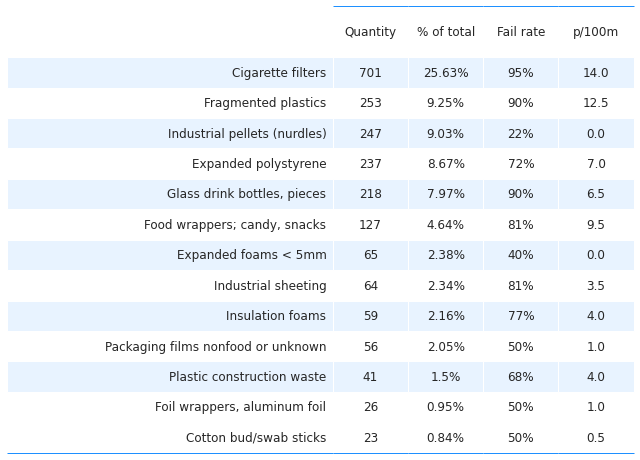 Quantity % of total Fail rate p/100m
Cigarette filters 701 25.63% 95% 14.0
Fragmented plastics 253 9.25% 90% 12.5
Industrial pellets (nurdles) 247 9.03% 22% 0.0
Expanded polystyrene 237 8.67% 72% 7.0
Glass drink bottles, pieces 218 7.97% 90% 6.5
Food wrappers; candy, snacks 127 4.64% 81% 9.5
Expanded foams < 5mm 65 2.38% 40% 0.0
Industrial sheeting 64 2.34% 81% 3.5
Insulation foams 59 2.16% 77% 4.0
Packaging films nonfood or unknown 56 2.05% 50% 1.0
Plastic construction waste 41 1.5% 68% 4.0
Foil wrappers, aluminum foil 26 0.95% 50% 1.0
Cotton bud/swab sticks 23 0.84% 50% 0.5